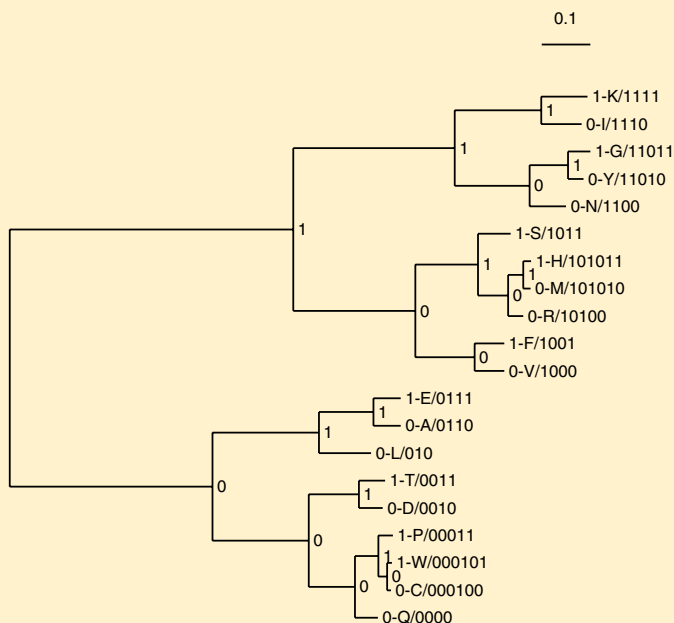 0.1
1-K/1111
1
0-I/1110
1
1-G/11011
1
0-Y/11010
0
0-N/1100
1
1-S/1011
1
1-H/101011
1
0-M/101010
0
0-R/10100
0
1-F/1001
0
0-V/1000
1-E/0111
1
0-A/0110
1
0-L/010
0
1-T/0011
1
0-D/0010
0
1-P/00011
1
1-W/000101
0
0-C/000100
0
0-Q/0000